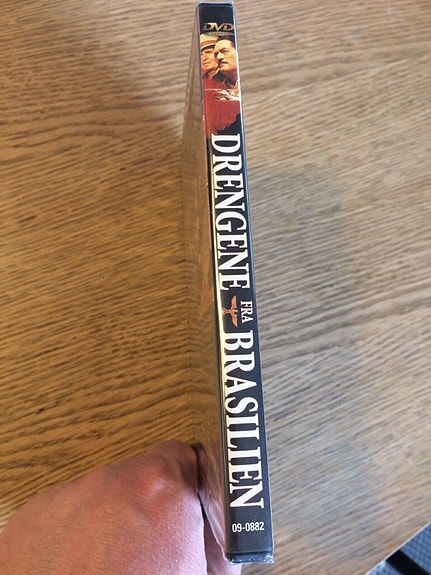 DVD
DRENGENE
FRA
BRASILIEN
09-0882